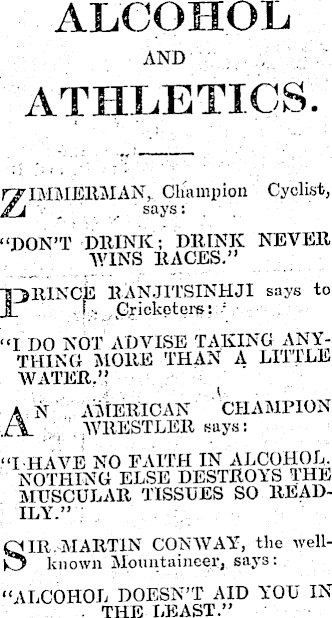 ALCOHOL
AND
ATHLETICS.
ZIMMERMAN, Champion Cyclist,
says:
"DON'T DRINK; DRINK NEVER
WINS RACES."
PRINCE RANJITSINHJI says to
Cricketers:
"I DO NOT ADVISE TAKING ANY-
THING MORE THAN A LITTLE
WATER."
AN AMERICAN CHAMPION
WRESTLER says:
"I HAVE NO FAITH IN ALCOHOL.
NOTHING ELSE DESTROYS THE
MUSCULAR TISSUES SO READ-
ILY."
SIR MARTIN CONWAY, the well-
known Mountaineer, says:
"ALCOHOL DOESN'T AID YOU IN
THE LEAST."